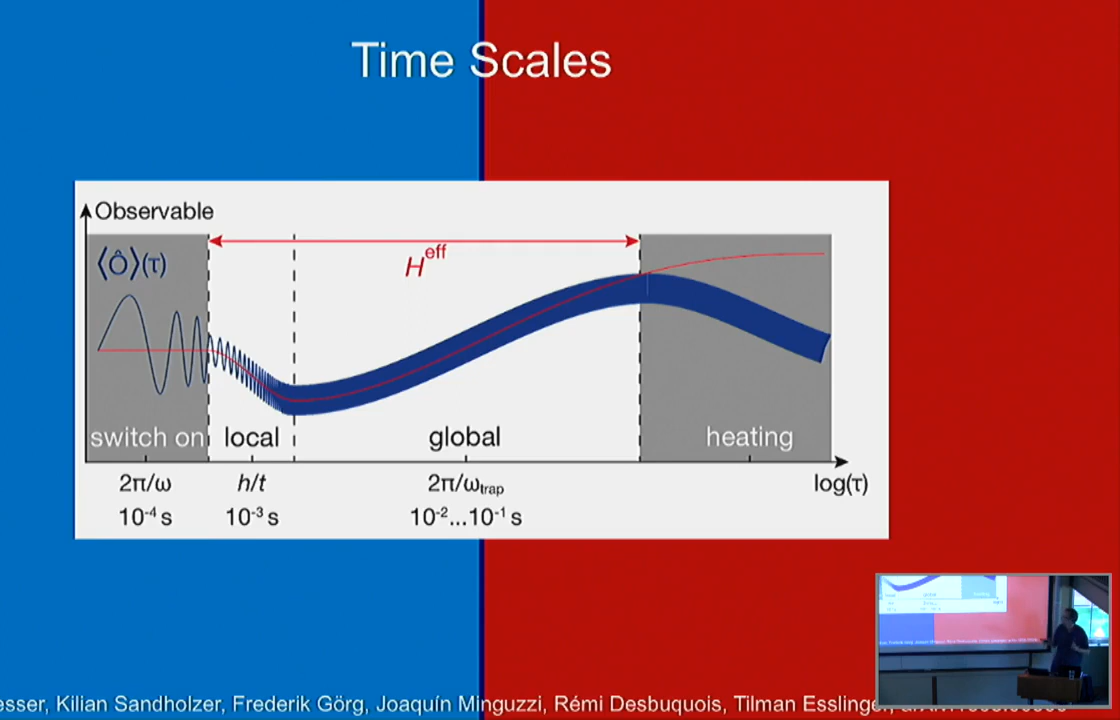 Time Scales
Observable
⟨Ô⟩(τ)
H^eff
switch on
local
global
heating
2π/ω
h/t
2π/ω_trap
log(τ)
10⁻⁴ s
10⁻³ s
10⁻²...10⁻¹ s
esser, Kilian Sandholzer, Frederik Görg, Joaquín Minguzzi, Rémi Desbuquois, Tilman Esslinger,